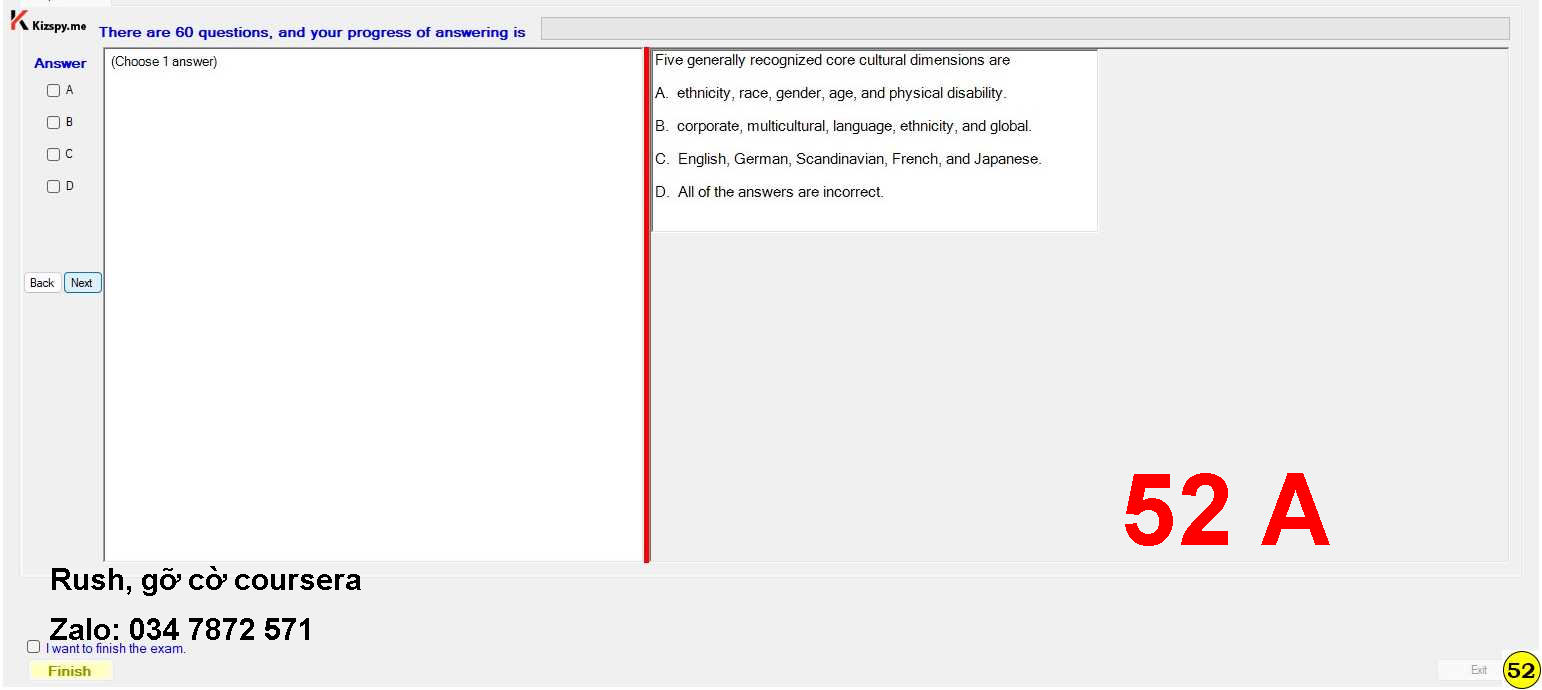 Kizspy.me
There are 60 questions, and your progress of answering is
Answer
(Choose 1 answer)
A
B
C
D
Back
Next
Five generally recognized core cultural dimensions are
A. ethnicity, race, gender, age, and physical disability.
B. corporate, multicultural, language, ethnicity, and global.
C. English, German, Scandinavian, French, and Japanese.
D. All of the answers are incorrect.
52 A
Rush, gỡ cờ coursera
Zalo: 034 7872 571
I want to finish the exam.
Finish
Exit
52